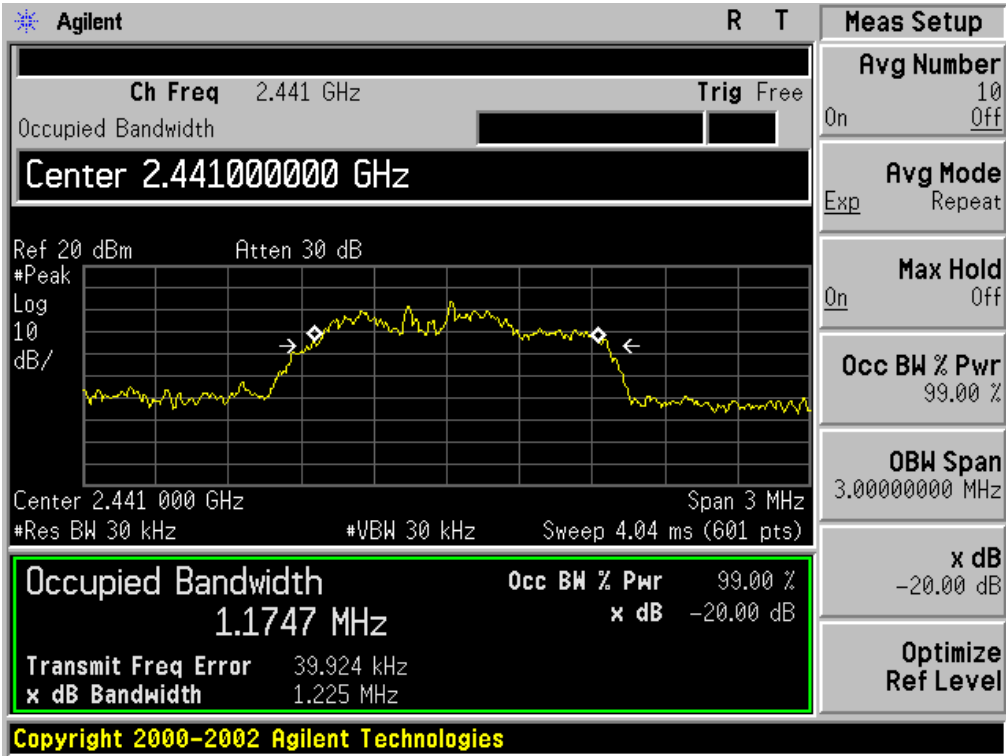 Agilent R T
Ch Freq 2.441 GHz Trig Free
Occupied Bandwidth
Center 2.441000000 GHz
Ref 20 dBm Atten 30 dB
#Peak
Log
10
dB/
Center 2.441 000 GHz Span 3 MHz
#Res BW 30 kHz #VBW 30 kHz Sweep 4.04 ms (601 pts)
Occupied Bandwidth
1.1747 MHz
Occ BW % Pwr 99.00 %
x dB -20.00 dB
Transmit Freq Error 39.924 kHz
x dB Bandwidth 1.225 MHz
Copyright 2000-2002 Agilent Technologies
Meas Setup
Avg Number
10
On Off
Avg Mode
Exp Repeat
Max Hold
On Off
Occ BW % Pwr
99.00 %
OBW Span
3.00000000 MHz
x dB
-20.00 dB
Optimize
Ref Level